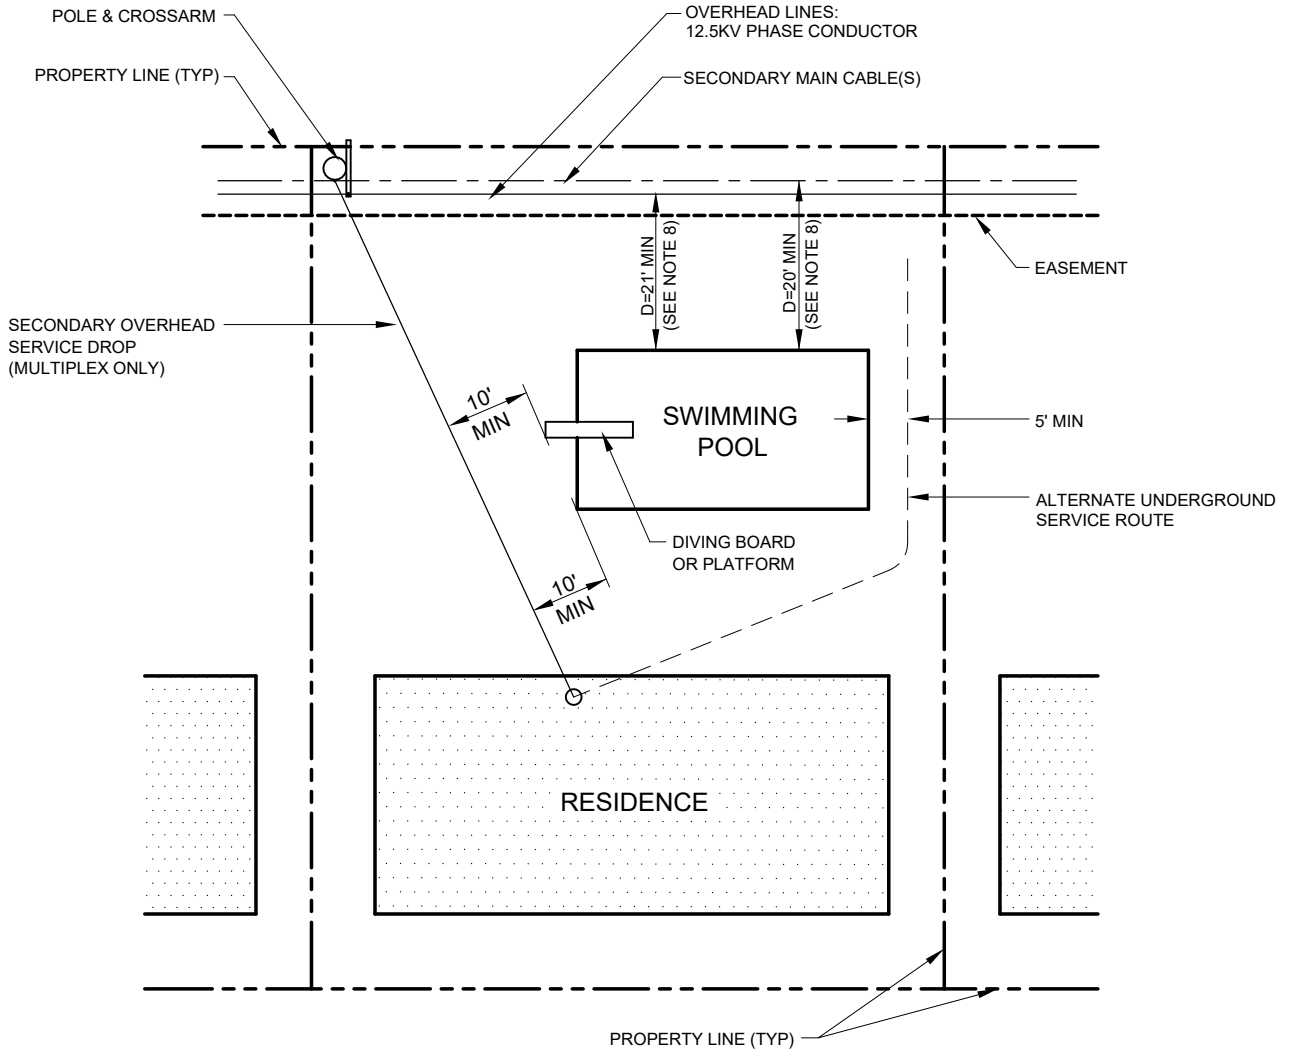 POLE & CROSSARM
OVERHEAD LINES:
12.5KV PHASE CONDUCTOR
PROPERTY LINE (TYP)
SECONDARY MAIN CABLE(S)
D=21' MIN
(SEE NOTE 8)
D=20' MIN
(SEE NOTE 8)
EASEMENT
SECONDARY OVERHEAD
SERVICE DROP
(MULTIPLEX ONLY)
10'
MIN
SWIMMING
POOL
5' MIN
ALTERNATE UNDERGROUND
SERVICE ROUTE
DIVING BOARD
OR PLATFORM
10'
MIN
RESIDENCE
PROPERTY LINE (TYP)